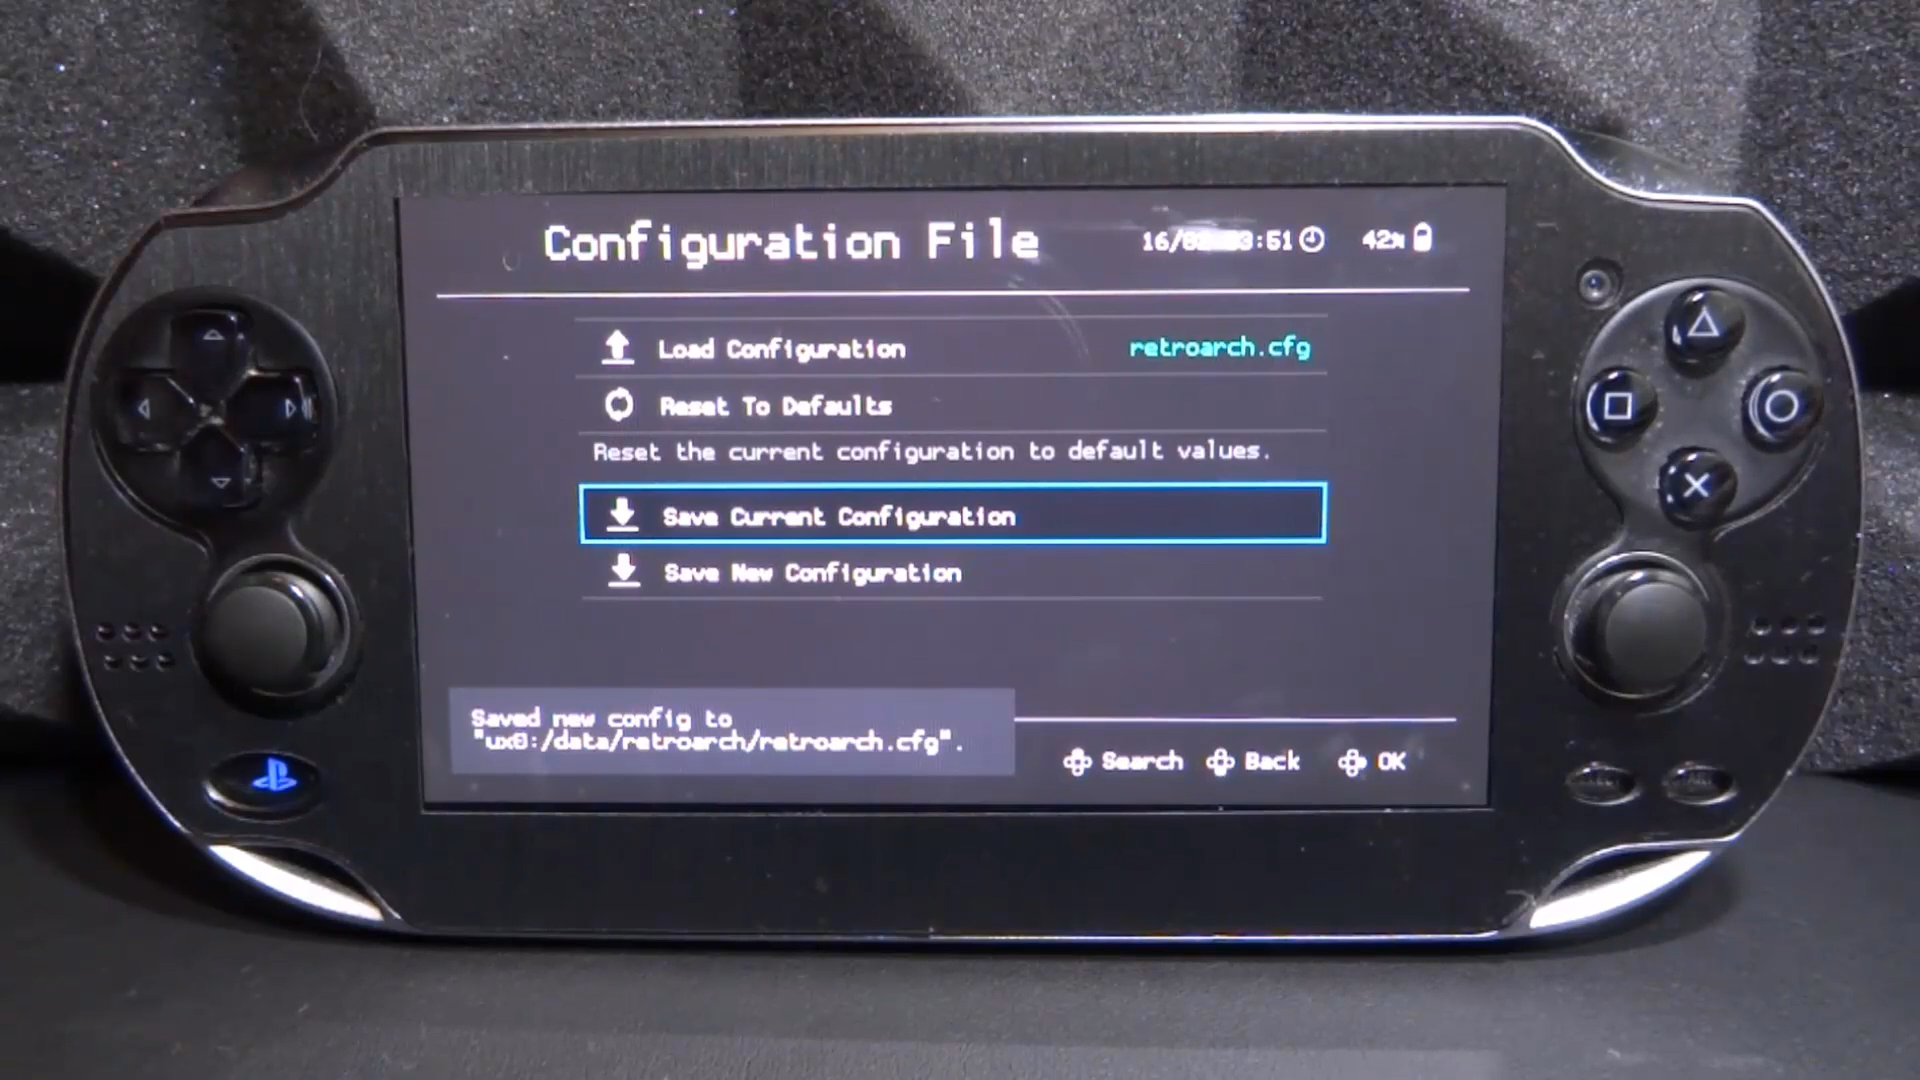 Configuration File
42%
Load Configuration retroarch.cfg
Reset To Defaults
Reset the current configuration to default values.
Save Current Configuration
Save New Configuration
Saved new config to
"ux0:/data/retroarch/retroarch.cfg".
Search Back OK